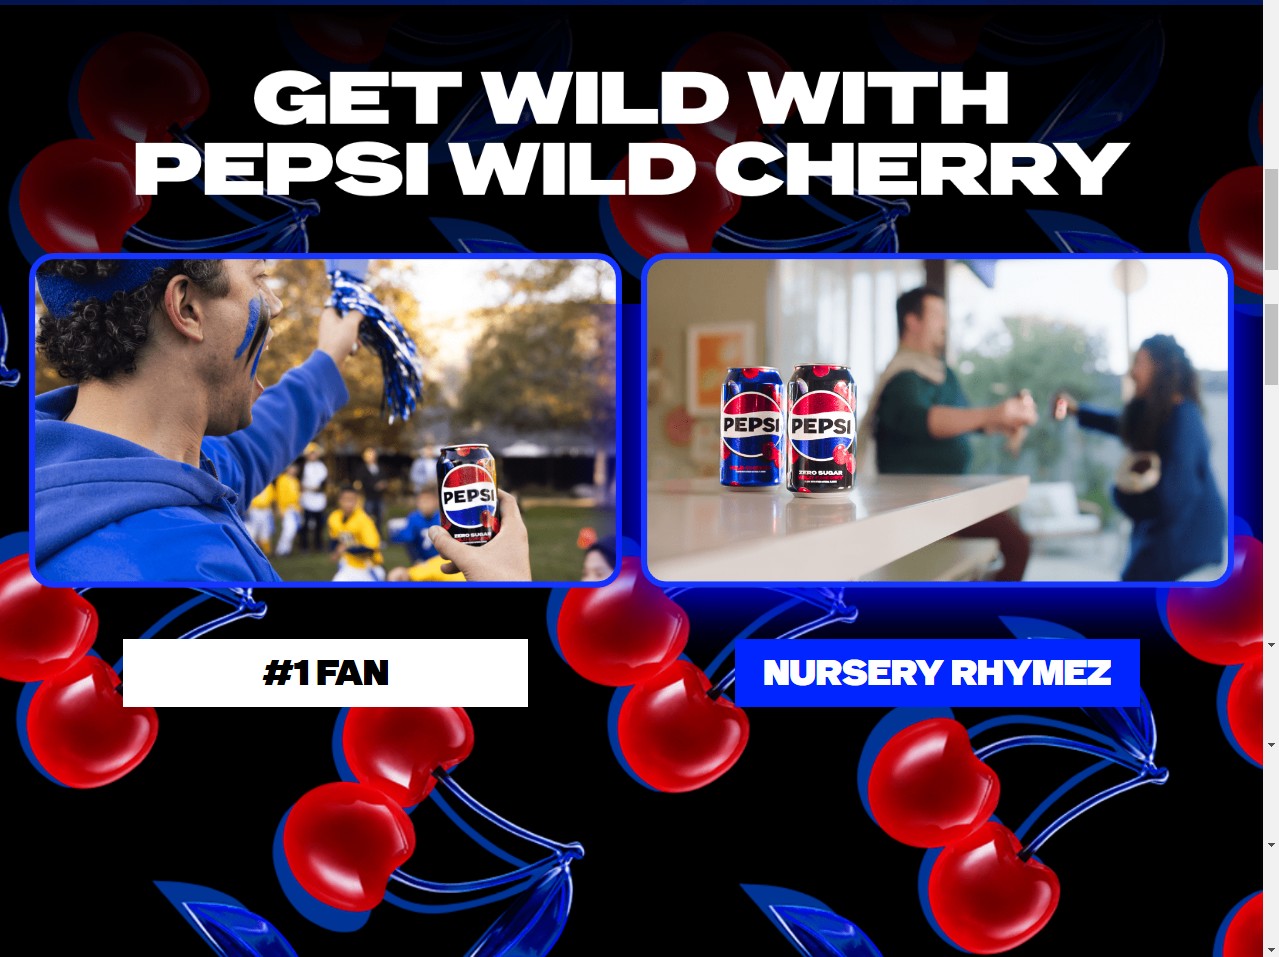 GET WILD WITH
PEPSI WILD CHERRY
PEPSI
ZERO SUGAR
PEPSI
PEPSI
ZERO SUGAR
#1 FAN
NURSERY RHYMEZ